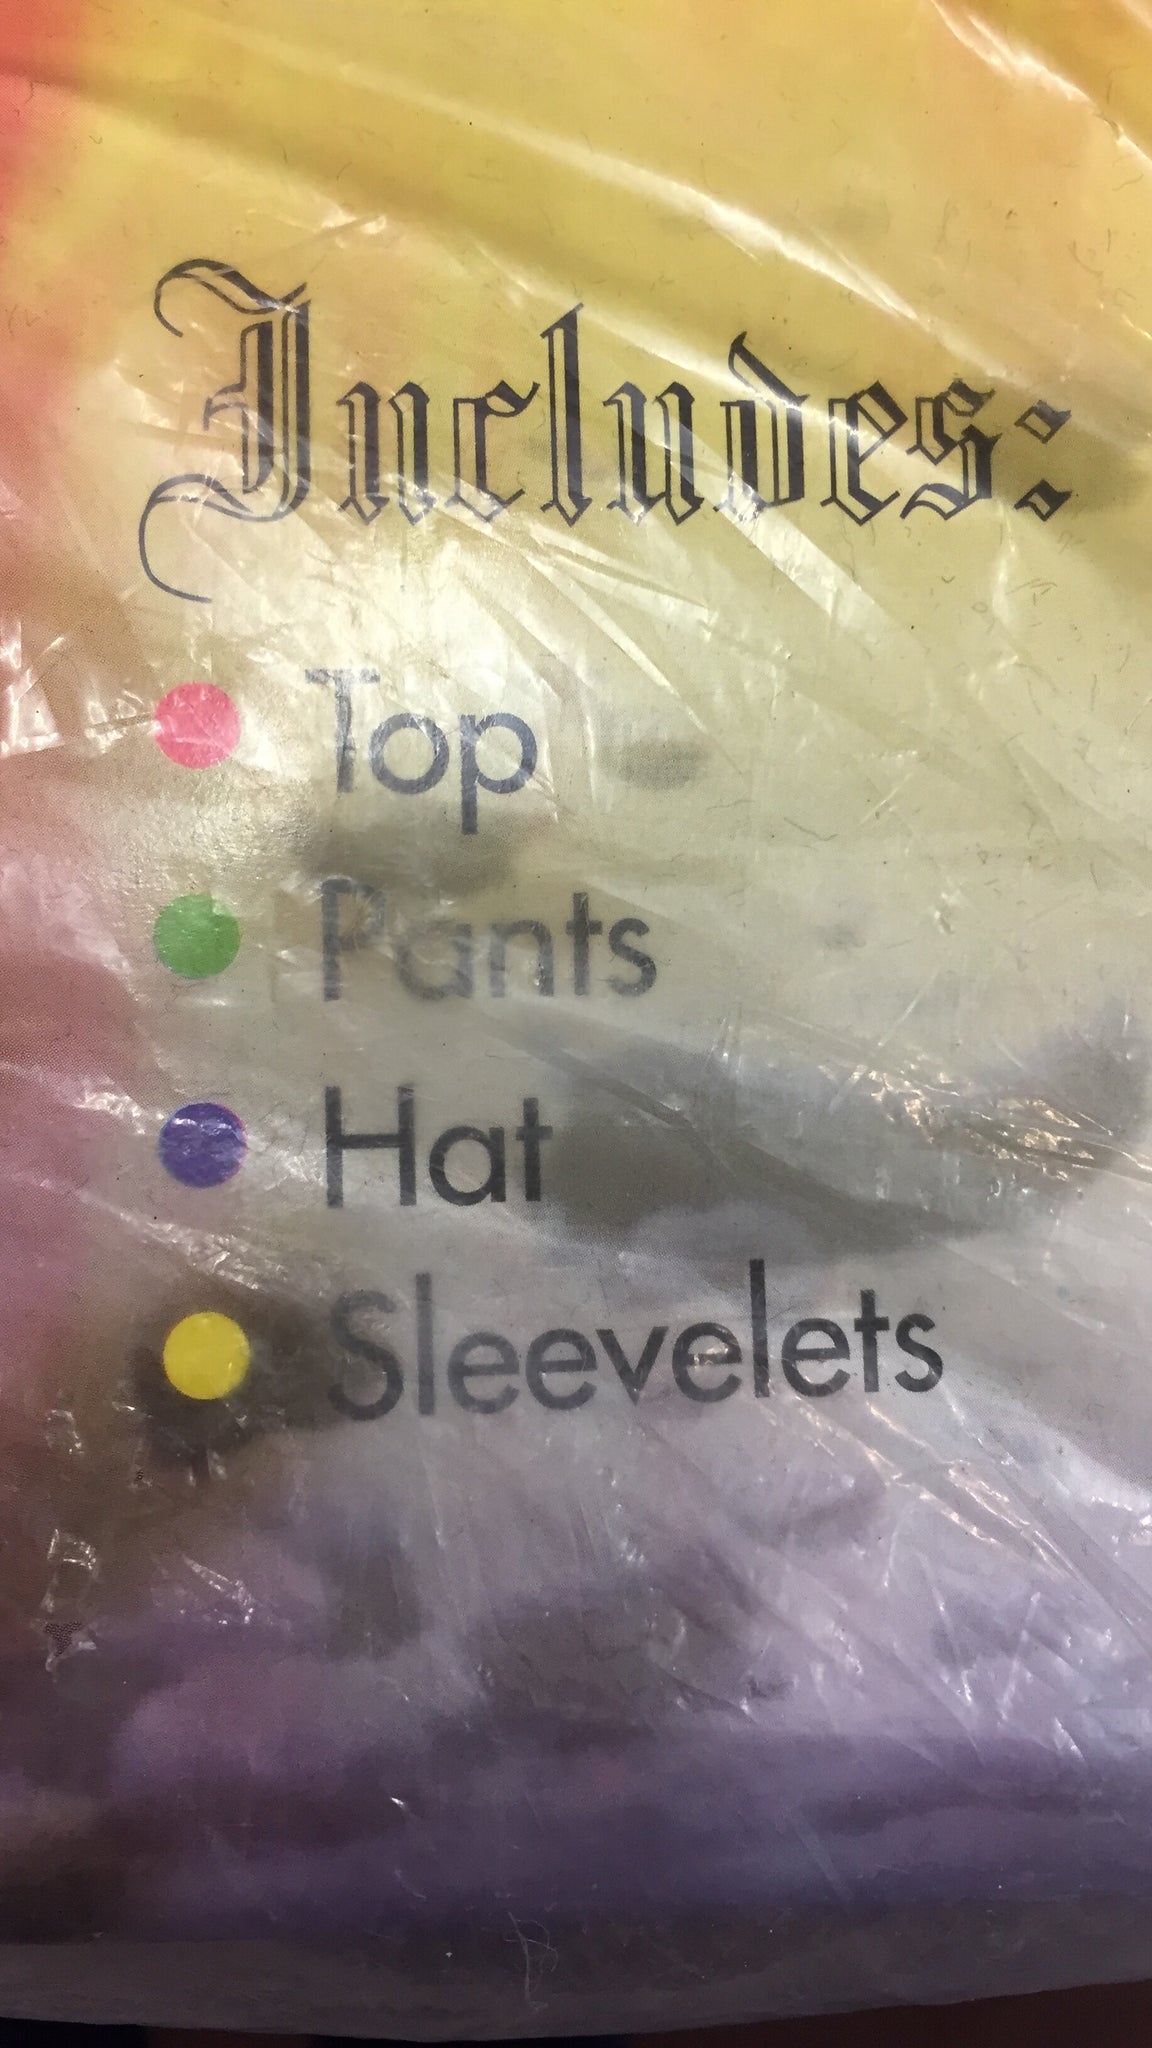 Includes:
Top
Pants
Hat
Sleevelets